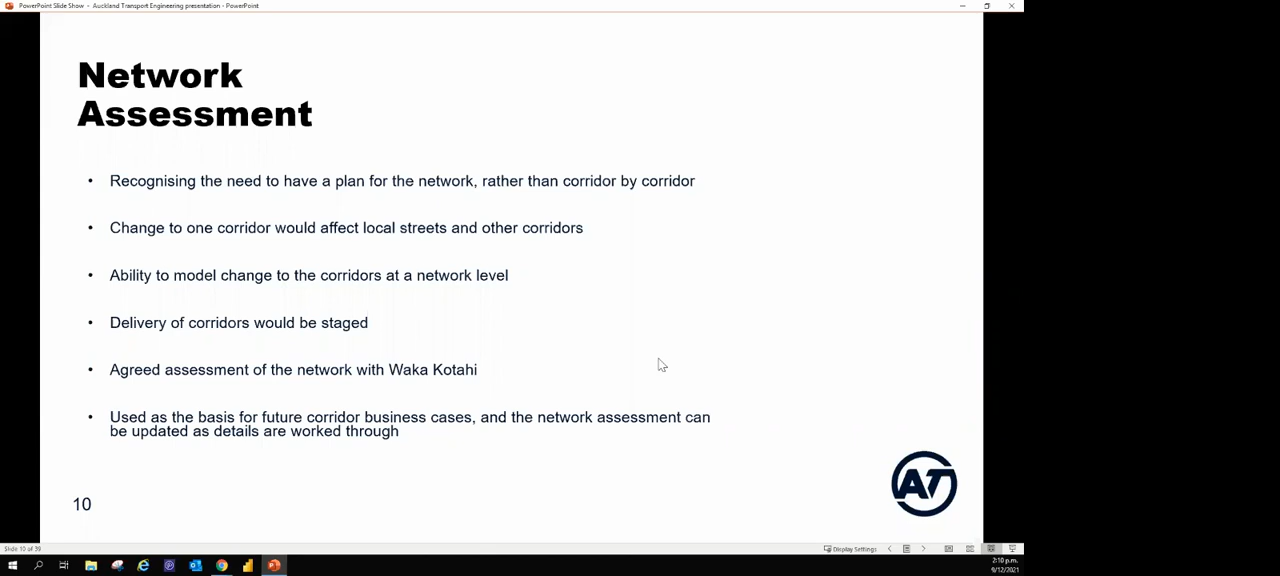 PowerPoint Slide Show - Auckland Transport Engineering presentation - PowerPoint
Network
Assessment
• Recognising the need to have a plan for the network, rather than corridor by corridor
• Change to one corridor would affect local streets and other corridors
• Ability to model change to the corridors at a network level
• Delivery of corridors would be staged
• Agreed assessment of the network with Waka Kotahi
• Used as the basis for future corridor business cases, and the network assessment can
be updated as details are worked through
AT
10
Slide 10 of 39
Display Settings
2:10 p.m.
9/12/2021